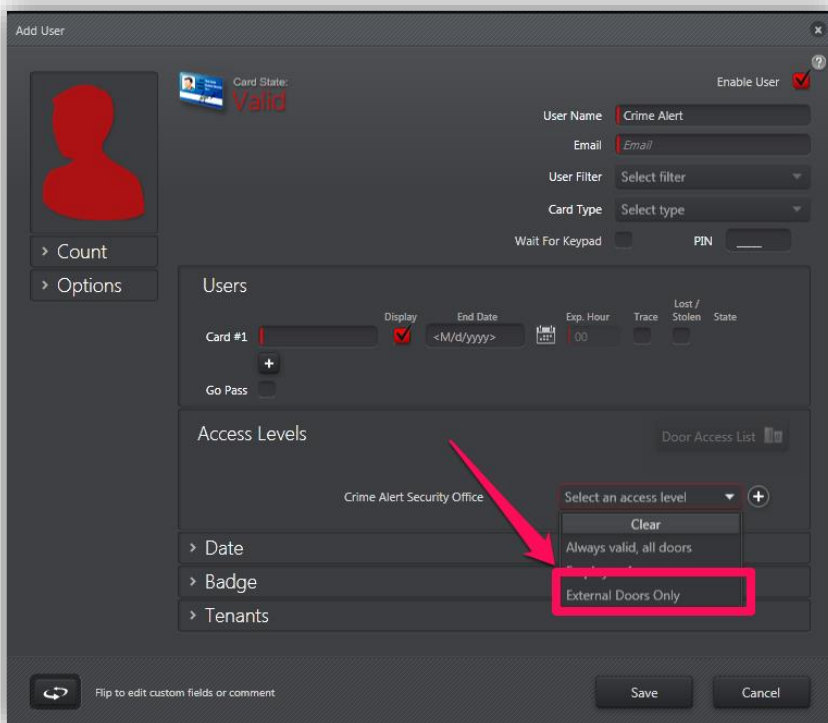 Add User
Card State:
Valid
Enable User
User Name Crime Alert
Email Email
User Filter Select filter
Card Type Select type
Wait For Keypad PIN ____
› Count
› Options
Users
Display End Date Exp. Hour Trace Lost / Stolen State
Card #1 <M/d/yyyy> 00
Go Pass
Access Levels
Door Access List
Crime Alert Security Office Select an access level
Clear
Always valid, all doors
External Doors Only
› Date
› Badge
› Tenants
Flip to edit custom fields or comment
Save Cancel